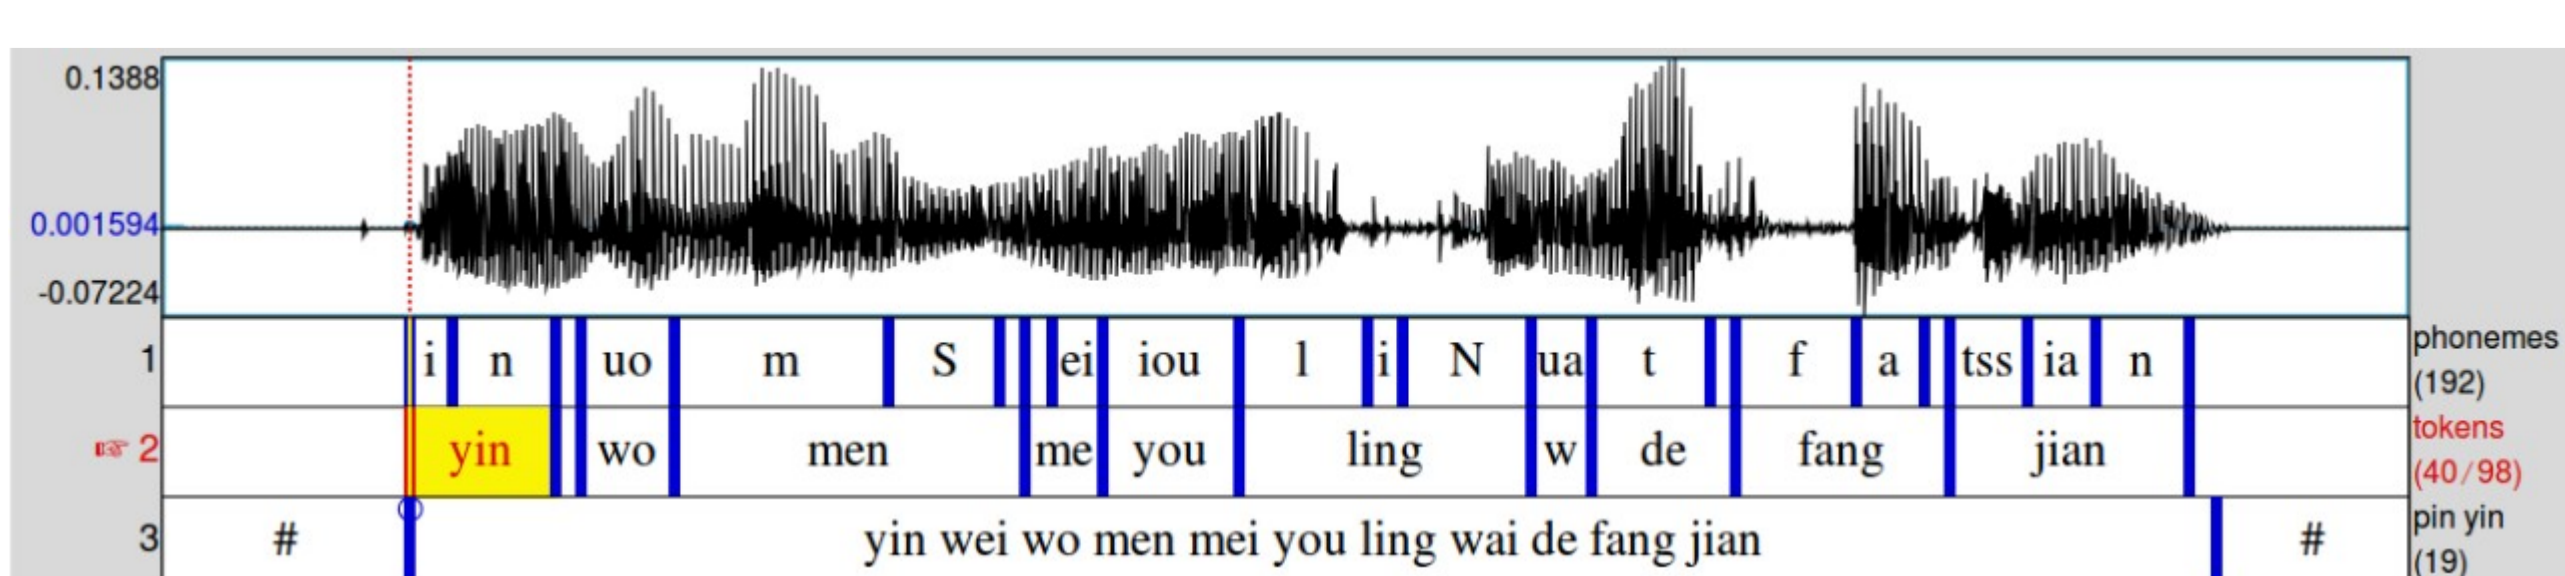 0.1388
0.001594
-0.07224
1 i n uo m S ei iou l i N ua t f a tss ia n phonemes (192)
☞ 2 yin wo men me you ling w de fang jian tokens (40/98)
3 # yin wei wo men mei you ling wai de fang jian # pin yin (19)